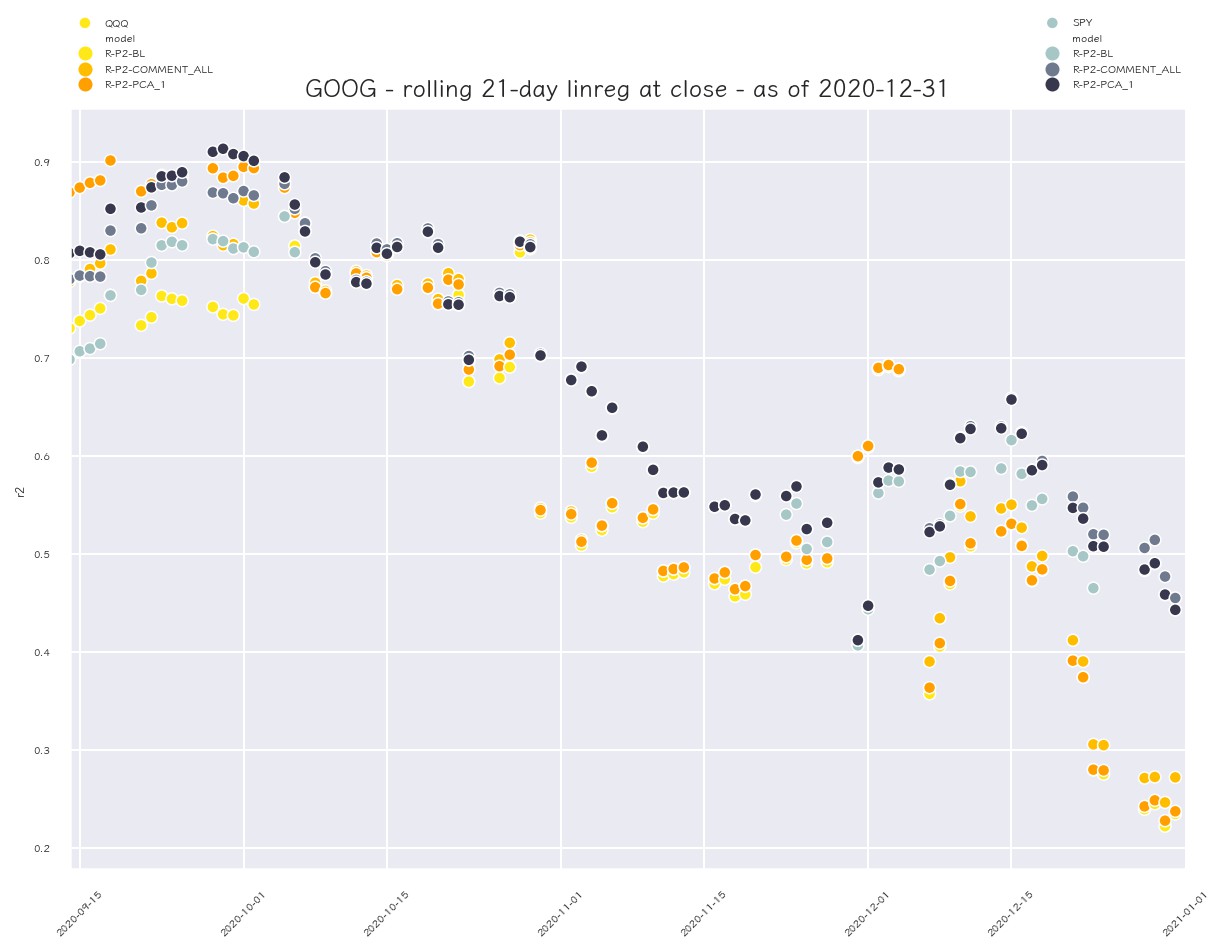 QQQ
model
R-P2-BL
R-P2-COMMENT_ALL
R-P2-PCA_1
SPY
model
R-P2-BL
R-P2-COMMENT_ALL
R-P2-PCA_1
GOOG - rolling 21-day linreg at close - as of 2020-12-31
0.9
0.8
0.7
0.6
0.5
0.4
0.3
0.2
r2
2020-09-15
2020-10-01
2020-10-15
2020-11-01
2020-11-15
2020-12-01
2020-12-15
2021-01-01